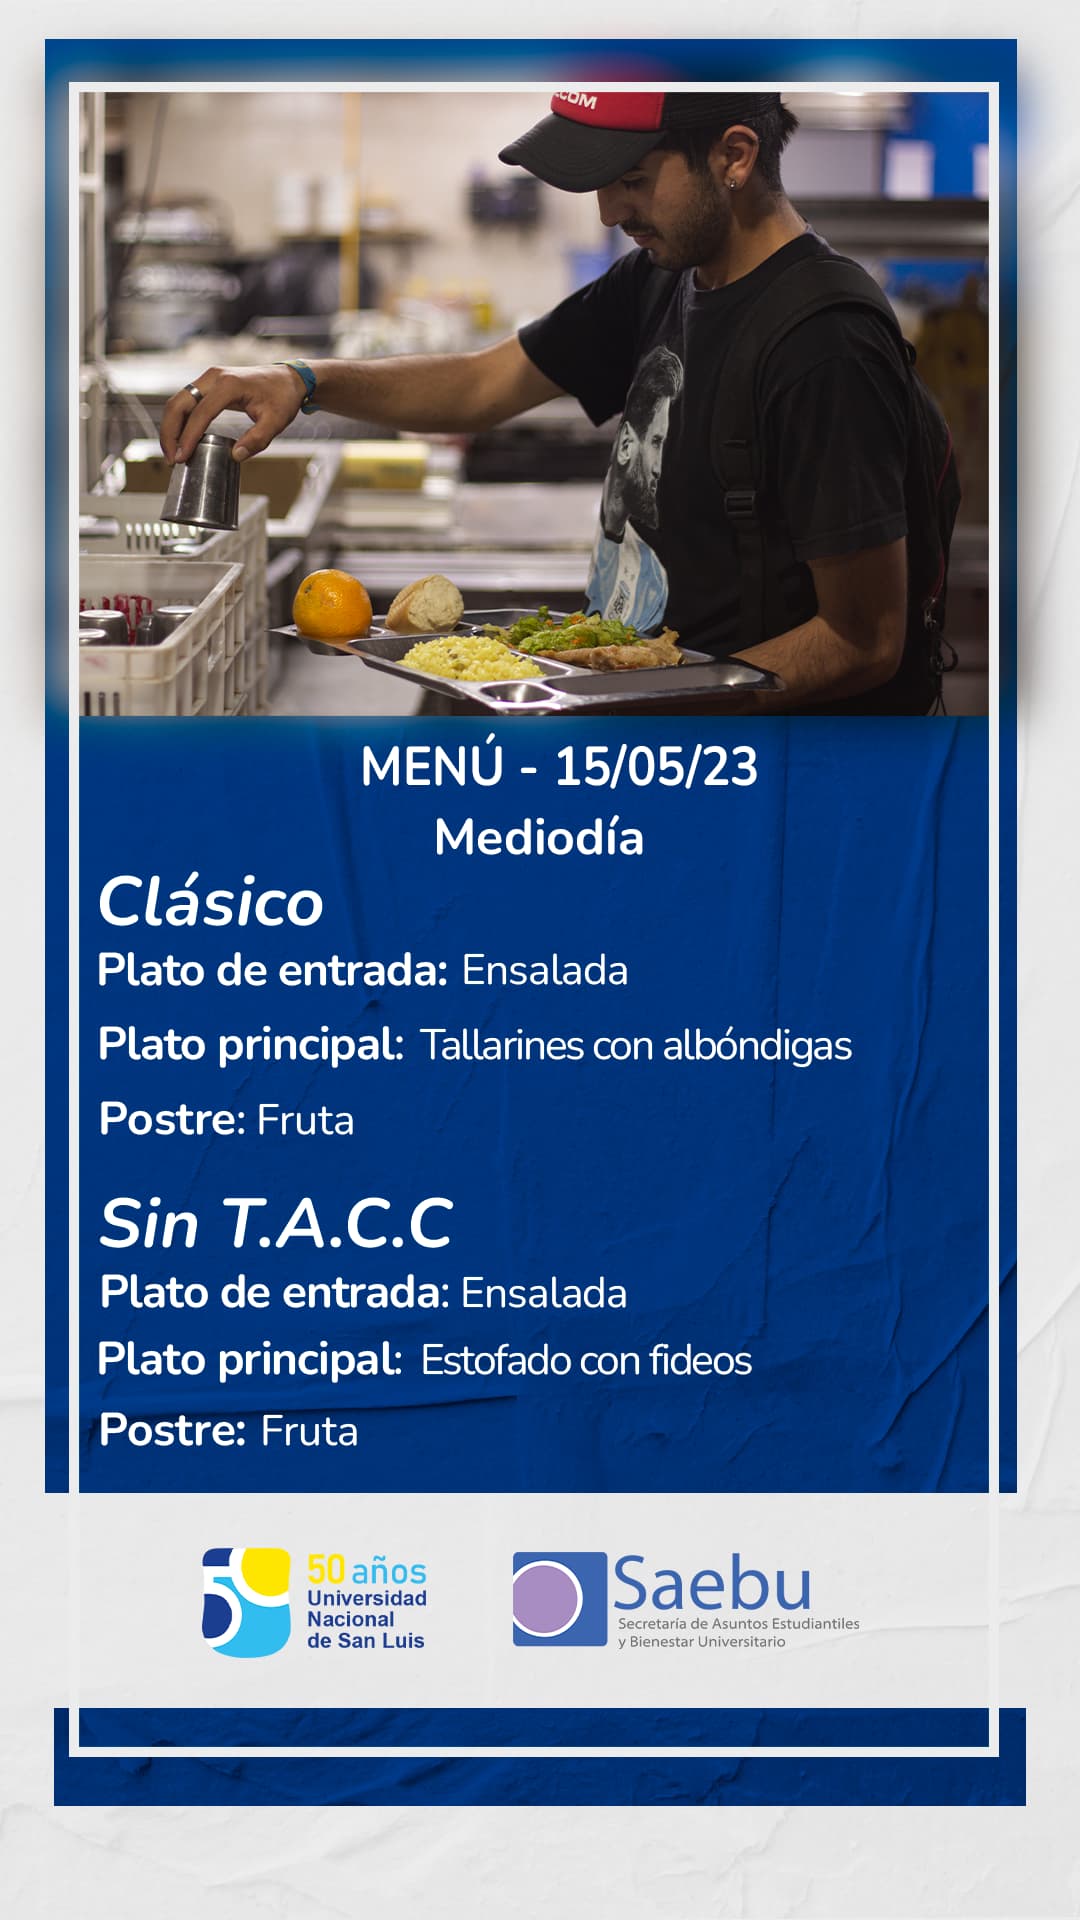 .COM
MENÚ - 15/05/23
Mediodía
Clásico
Plato de entrada: Ensalada
Plato principal: Tallarines con albóndigas
Postre: Fruta
Sin T.A.C.C
Plato de entrada: Ensalada
Plato principal: Estofado con fideos
Postre: Fruta
50 años
Universidad
Nacional
de San Luis
Saebu
Secretaría de Asuntos Estudiantiles
y Bienestar Universitario